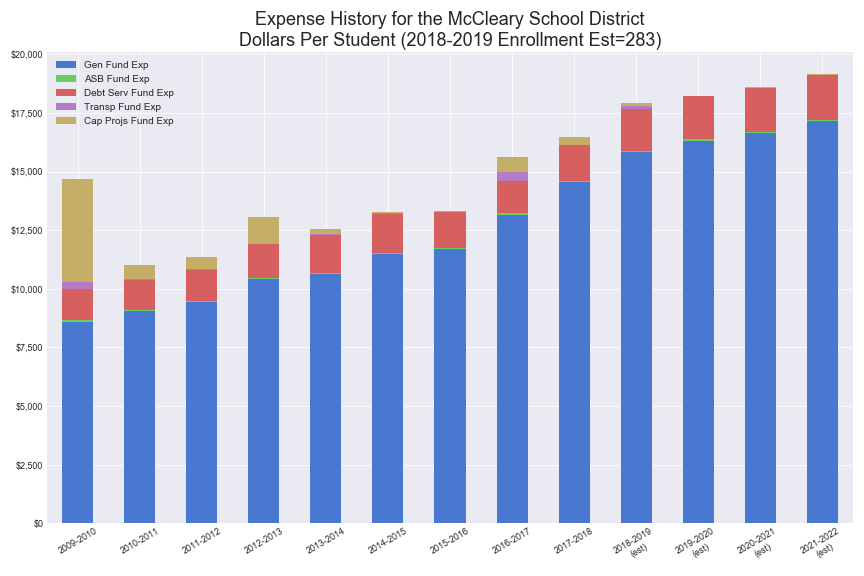 Expense History for the McCleary School District
Dollars Per Student (2018-2019 Enrollment Est=283)
Gen Fund Exp
ASB Fund Exp
Debt Serv Fund Exp
Transp Fund Exp
Cap Projs Fund Exp
$20,000
$17,500
$15,000
$12,500
$10,000
$7,500
$5,000
$2,500
$0
2009-2010
2010-2011
2011-2012
2012-2013
2013-2014
2014-2015
2015-2016
2016-2017
2017-2018
2018-2019
(est)
2019-2020
(est)
2020-2021
(est)
2021-2022
(est)